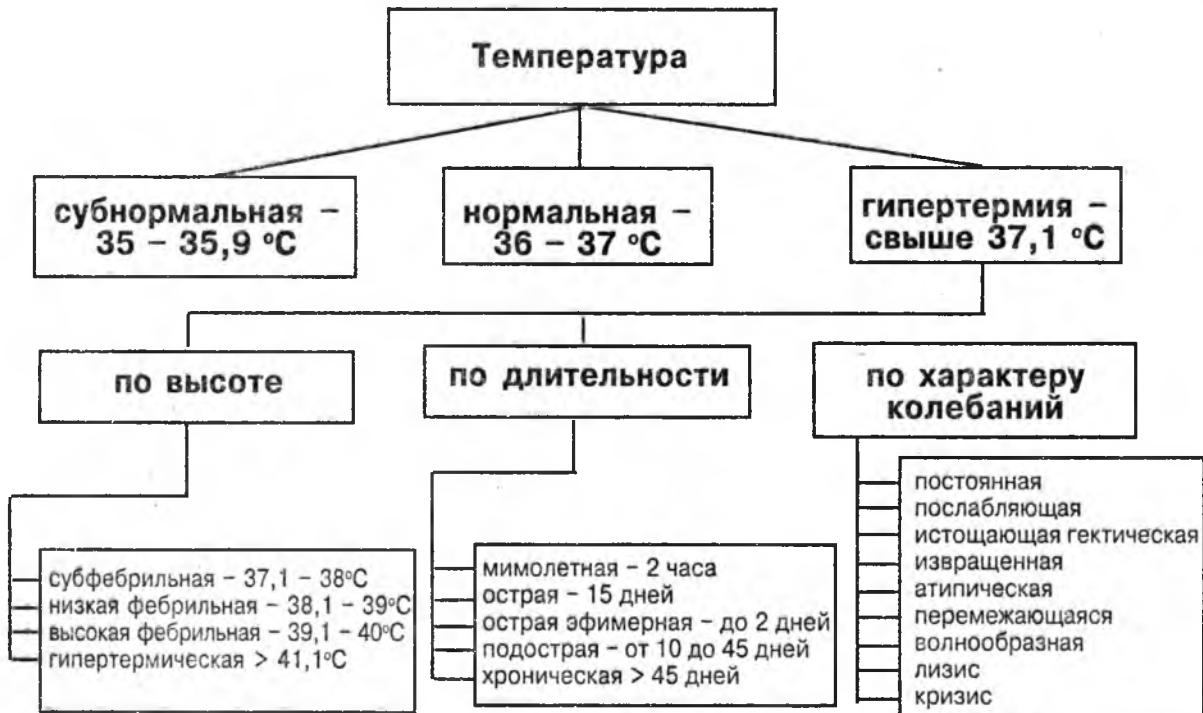 Температура
субнормальная –
35 – 35,9 °С
нормальная –
36 – 37 °С
гипертермия –
свыше 37,1 °С
по высоте
по длительности
по характеру
колебаний
субфебрильная – 37,1 – 38°С
низкая фебрильная – 38,1 – 39°С
высокая фебрильная – 39,1 – 40°С
гипертермическая > 41,1°С
мимолетная – 2 часа
острая – 15 дней
острая эфимерная – до 2 дней
подострая – от 10 до 45 дней
хроническая > 45 дней
постоянная
послабляющая
истощающая гектическая
извращенная
атипическая
перемежающаяся
волнообразная
лизис
кризис